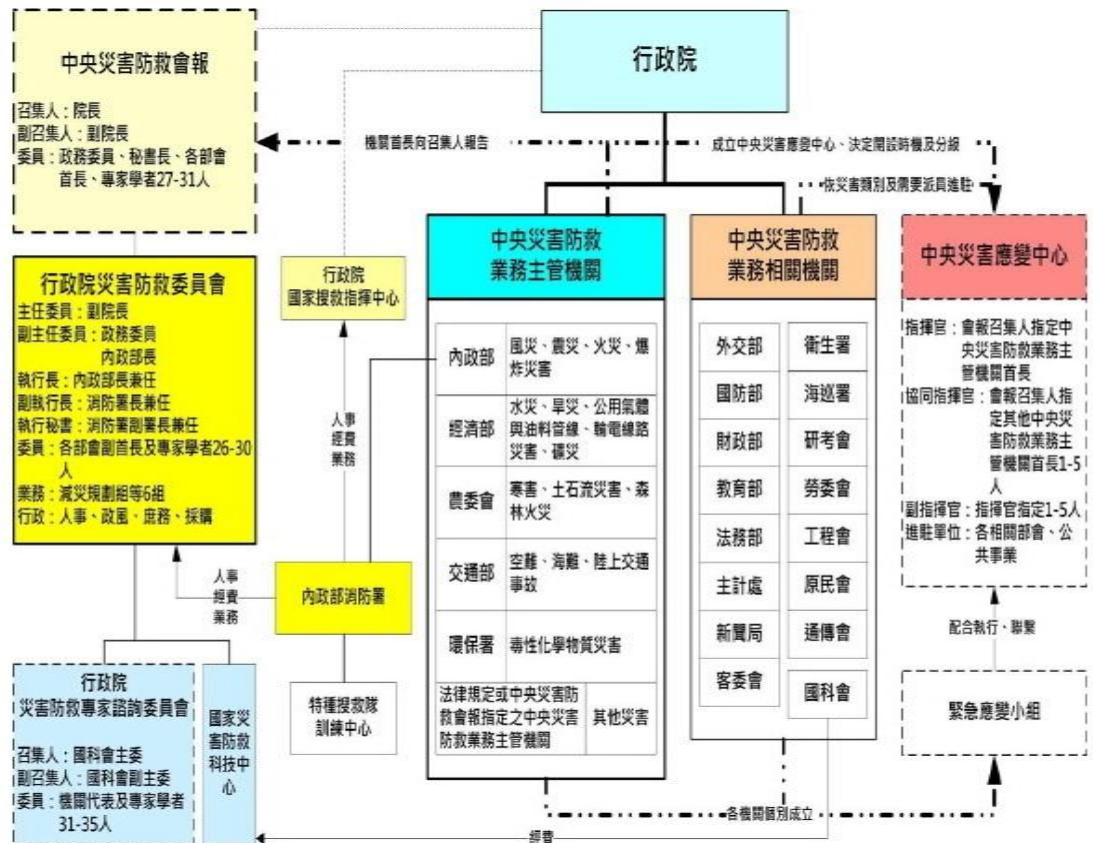 中央災害防救會報
召集人：院長
副召集人：副院長
委員：政務委員、秘書長、各部會
首長、專家學者27-31人
行政院
機關首長向召集人報告
成立中央災害應變中心、決定開設時機及分級
依災害類別及需要派員進駐
行政院災害防救委員會
主任委員：副院長
副主任委員：政務委員
內政部長
執行長：內政部長兼任
副執行長：消防署長兼任
執行秘書：消防署副署長兼任
委員：各部會副首長及專家學者26-30
人
業務：減災規劃組等6組
行政：人事、政風、庶務、採購
行政院
國家搜救指揮中心
人事
經費
業務
人事
經費
業務
內政部消防署
特種搜救隊
訓練中心
行政院
災害防救專家諮詢委員會
召集人：國科會主委
副召集人：國科會副主委
委員：機關代表及專家學者
31-35人
國家災
害防救
科技中
心
中央災害防救
業務主管機關
內政部
風災、震災、火災、爆
炸災害
經濟部
水災、旱災、公用氣體
與油料管線、輸電線路
災害、礦災
農委會
寒害、土石流災害、森
林火災
交通部
空難、海難、陸上交通
事故
環保署
毒性化學物質災害
法律規定或中央災害防
救會報指定之中央災害
防救業務主管機關
其他災害
中央災害防救
業務相關機關
外交部
衛生署
國防部
海巡署
財政部
研考會
教育部
勞委會
法務部
工程會
主計處
原民會
新聞局
通傳會
客委會
國科會
中央災害應變中心
指揮官：會報召集人指定中
央災害防救業務主
管機關首長
協同指揮官：會報召集人指
定其他中央災
害防救業務主
管機關首長1-5
人
副指揮官：指揮官指定1-5人
進駐單位：各相關部會、公
共事業
配合執行、聯繫
緊急應變小組
各機關個別成立
經費